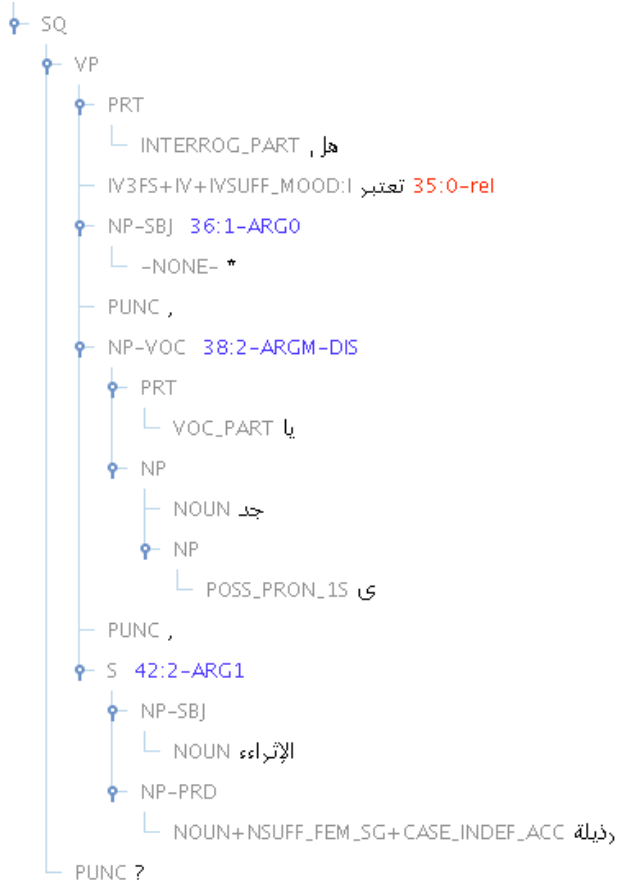 SQ
VP
PRT
INTERROG_PART هل
IV3FS+IV+IVSUFF_MOOD:I تعتبر 35:0-rel
NP-SBJ 36:1-ARG0
-NONE- *
PUNC ,
NP-VOC 38:2-ARGM-DIS
PRT
VOC_PART يا
NP
NOUN جد
NP
POSS_PRON_1S ى
PUNC ,
S 42:2-ARG1
NP-SBJ
NOUN الإثراءء
NP-PRD
NOUN+NSUFF_FEM_SG+CASE_INDEF_ACC رذيلة
PUNC ?